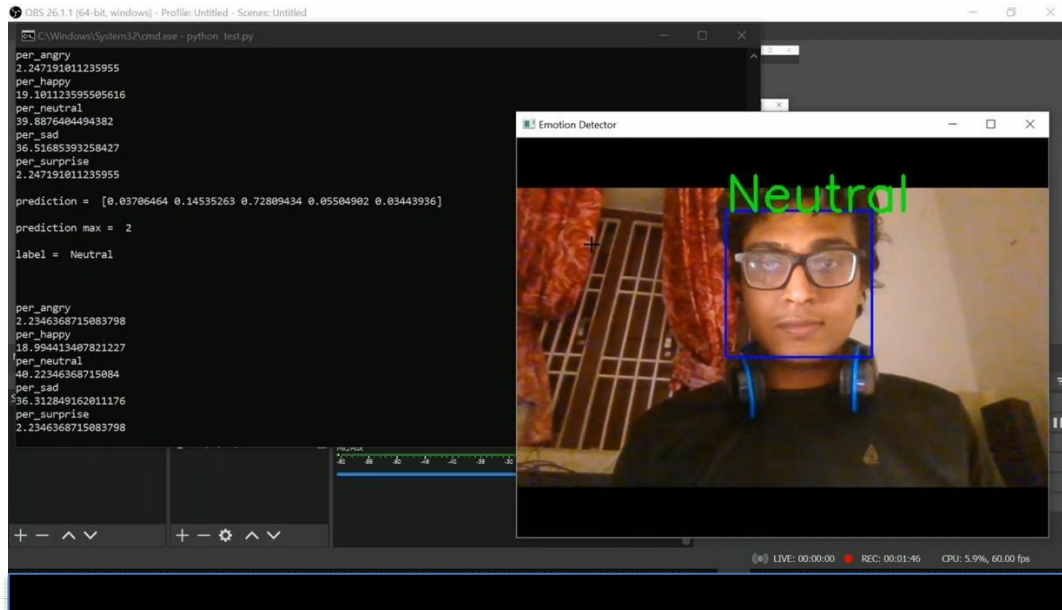 OBS 26.1.1 (64-bit, windows) - Profile: Untitled - Scenes: Untitled
C:\Windows\System32\cmd.exe - python test.py
per_angry
2.247191011235955
per_happy
19.101123595505616
per_neutral
39.8876404494382
per_sad
36.51685393258427
per_surprise
2.247191011235955
prediction = [0.03706464 0.14535263 0.72809434 0.05504902 0.03443936]
prediction max = 2
label = Neutral
per_angry
2.2346368715083798
per_happy
18.994413407821227
per_neutral
40.22346368715084
per_sad
36.312849162011176
per_surprise
2.2346368715083798
Emotion Detector
Neutral
LIVE: 00:00:00 REC: 00:01:46 CPU: 5.9%, 60.00 fps